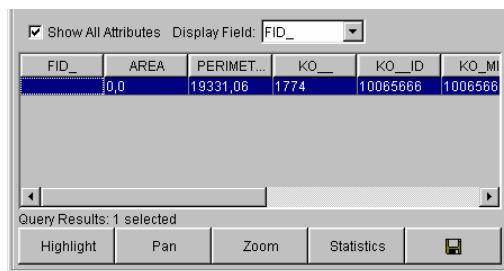 Show All Attributes Display Field: FID_
FID_ AREA PERIMET... KO__ KO__ID KO_MI
0,0 19331,06 1774 10065666 1006566
Query Results: 1 selected
Highlight Pan Zoom Statistics